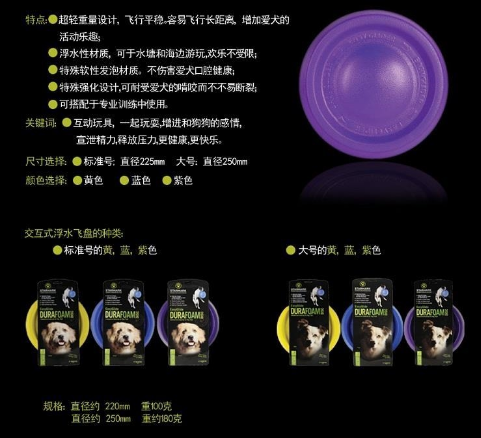 特点:●超轻重量设计, 飞行平稳。容易飞行长距离, 增加爱犬的
活动乐趣;
●浮水性材质, 可于水塘和海边游玩,欢乐不受限;
●特殊软性发泡材质。不伤害爱犬口腔健康;
●特殊强化设计,可耐受爱犬的啃咬而不不易断裂;
●可搭配于专业训练中使用。
关键词: ●互动玩具, 一起玩耍,增进和狗狗的感情,
宣泄精力,释放压力,更健康,更快乐。
尺寸选择: ●标准号: 直径225mm 大号: 直径250mm
颜色选择: ●黄色 ●蓝色 ●紫色
交互式浮水飞盘的种类:
●标准号的黄, 蓝, 紫色
●大号的黄, 蓝, 紫色
DURAFOAM
DURAFOAM
DURAFOAM
DURAFOAM
DURAFOAM
DURAFOAM
规格: 直径约 220mm 重100克
直径约 250mm 重约180克